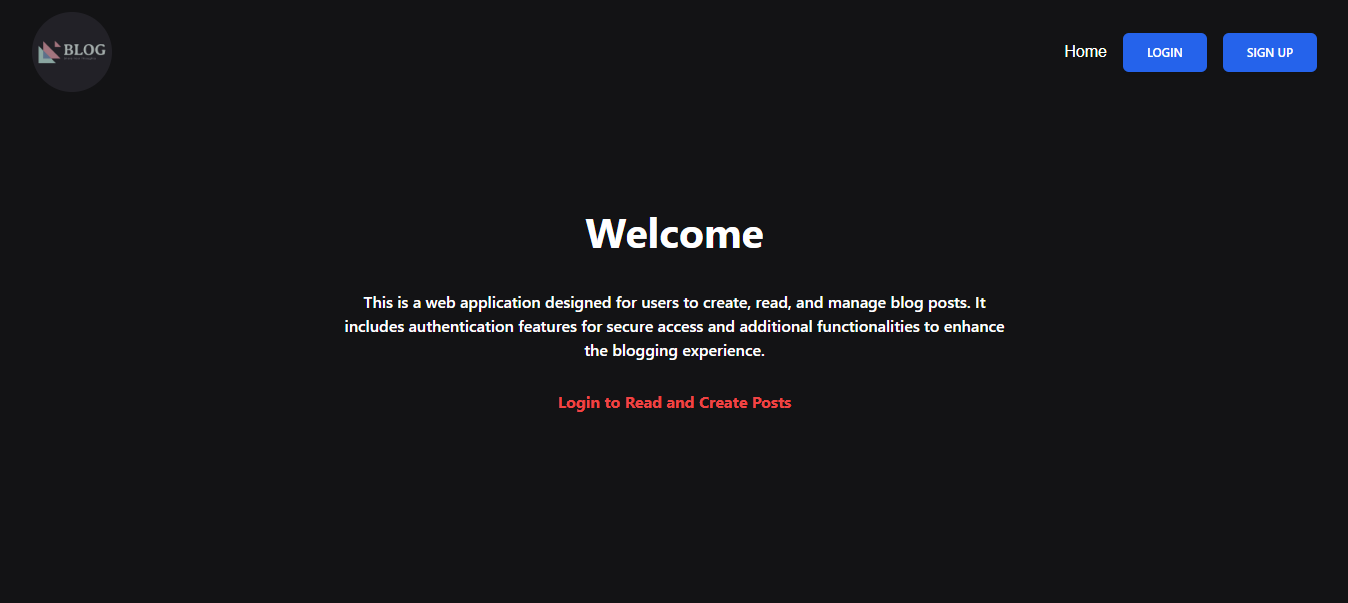 BLOG
Home
LOGIN
SIGN UP
Welcome
This is a web application designed for users to create, read, and manage blog posts. It
includes authentication features for secure access and additional functionalities to enhance
the blogging experience.
Login to Read and Create Posts